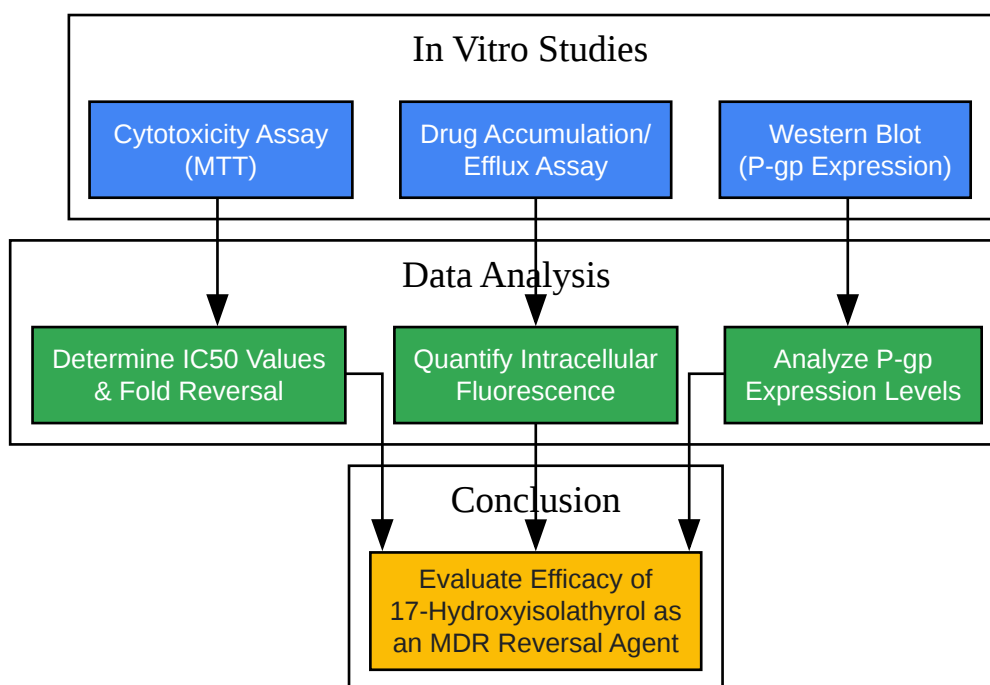 In Vitro Studies
Cytotoxicity Assay
(MTT)
Drug Accumulation/
Efflux Assay
Western Blot
(P-gp Expression)
Data Analysis
Determine IC50 Values
& Fold Reversal
Quantify Intracellular
Fluorescence
Analyze P-gp
Expression Levels
Conclusion
Evaluate Efficacy of
17-Hydroxyisolathyrol as
an MDR Reversal Agent